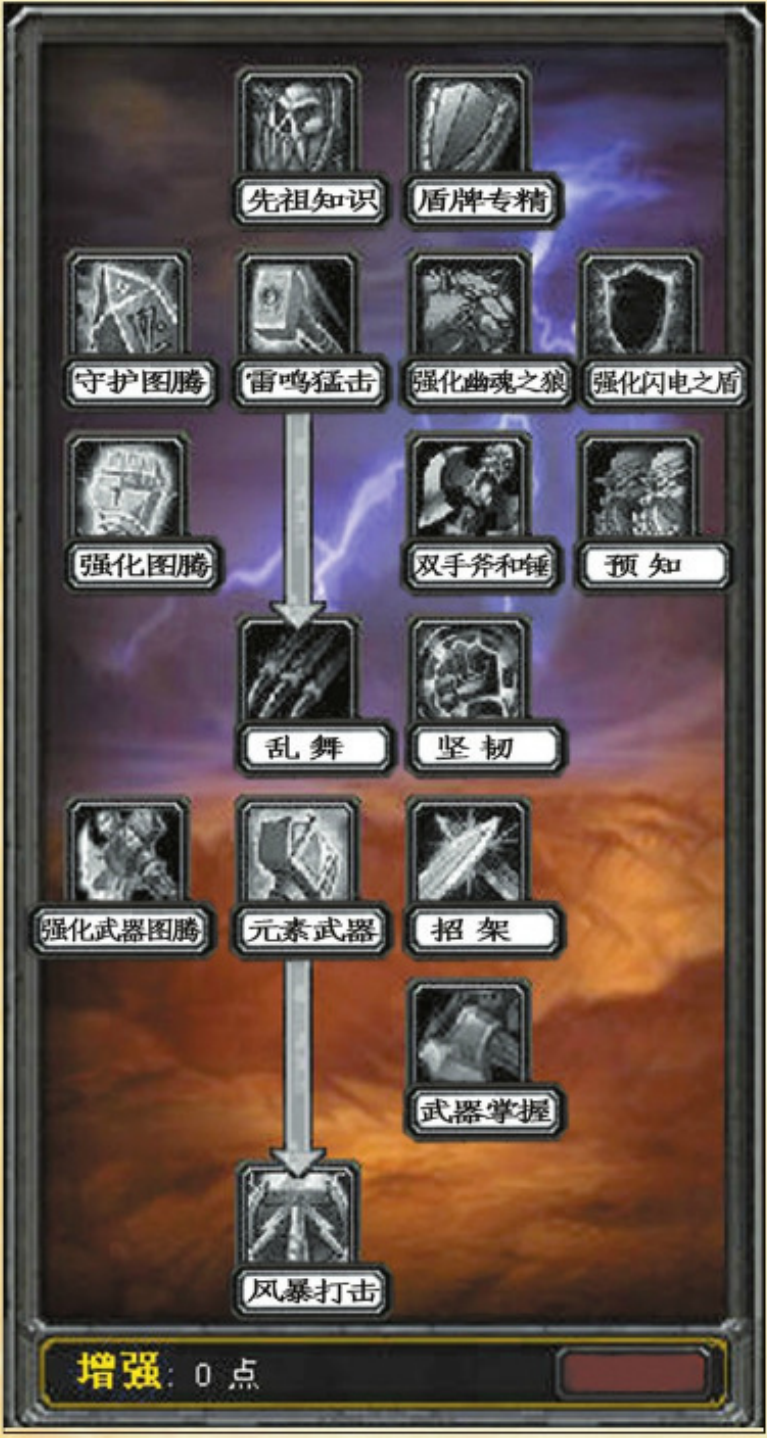 先祖知识 盾牌专精
守护图腾 雷鸣猛击 强化幽魂之狼 强化闪电之盾
强化图腾 双手斧和锤 预知
乱舞 坚韧
强化武器图腾 元素武器 招架
武器掌握
风暴打击
增强: 0 点